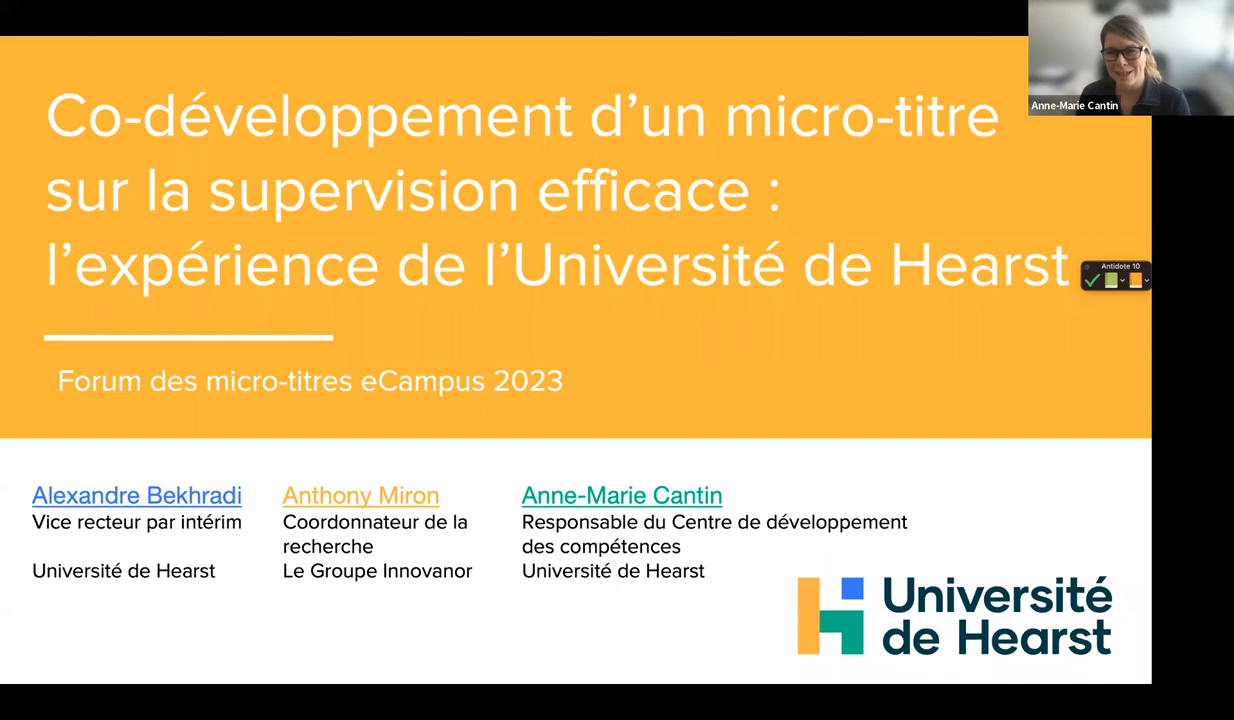 Co-développement d’un micro-titre
sur la supervision efficace :
l’expérience de l’Université de Hearst
Forum des micro-titres eCampus 2023
Anne-Marie Cantin
Antidote 10
Alexandre Bekhradi
Vice recteur par intérim
Université de Hearst
Anthony Miron
Coordonnateur de la
recherche
Le Groupe Innovanor
Anne-Marie Cantin
Responsable du Centre de développement
des compétences
Université de Hearst
Université
de Hearst